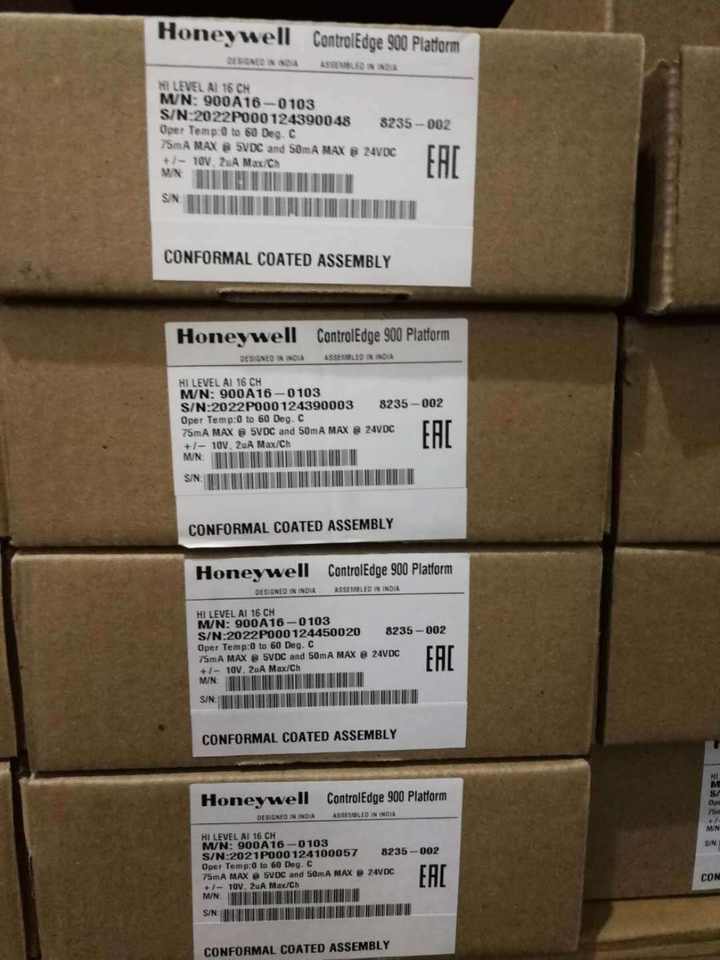 Honeywell ControlEdge 900 Platform
DESIGNED IN INDIA ASSEMBLED IN INDIA
HI LEVEL AI 16 CH
M/N: 900A16-0103
S/N:2022P000124390048 8235-002
Oper Temp:0 to 60 Deg. C
75mA MAX @ 5VDC and 50mA MAX @ 24VDC
+/- 10V, 2uA Max/Ch
EAC
M/N:
S/N:
CONFORMAL COATED ASSEMBLY
Honeywell ControlEdge 900 Platform
DESIGNED IN INDIA ASSEMBLED IN INDIA
HI LEVEL AI 16 CH
M/N: 900A16-0103
S/N:2022P000124390003 8235-002
Oper Temp:0 to 60 Deg. C
75mA MAX @ 5VDC and 50mA MAX @ 24VDC
+/- 10V, 2uA Max/Ch
EAC
M/N:
S/N:
CONFORMAL COATED ASSEMBLY
Honeywell ControlEdge 900 Platform
DESIGNED IN INDIA ASSEMBLED IN INDIA
HI LEVEL AI 16 CH
M/N: 900A16-0103
S/N:2022P000124450020 8235-002
Oper Temp:0 to 60 Deg. C
75mA MAX @ 5VDC and 50mA MAX @ 24VDC
+/- 10V, 2uA Max/Ch
EAC
M/N:
S/N:
CONFORMAL COATED ASSEMBLY
Honeywell ControlEdge 900 Platform
DESIGNED IN INDIA ASSEMBLED IN INDIA
HI LEVEL AI 16 CH
M/N: 900A16-0103
S/N:2021P000124100057 8235-002
Oper Temp:0 to 60 Deg. C
75mA MAX @ 5VDC and 50mA MAX @ 24VDC
+/- 10V, 2uA Max/Ch
EAC
M/N:
S/N:
CONFORMAL COATED ASSEMBLY